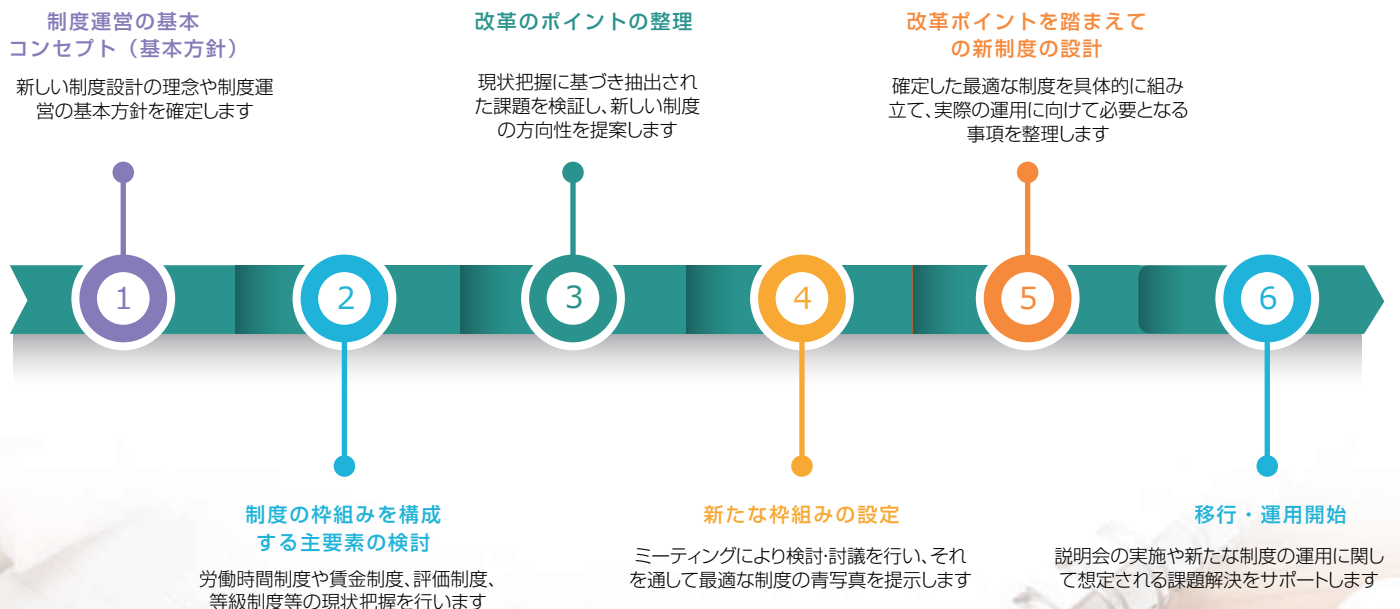 制度運営の基本
コンセプト（基本方針）
新しい制度設計の理念や制度運
営の基本方針を確定します
1
制度の枠組みを構成
する主要素の検討
労働時間制度や賃金制度、評価制度、
等級制度等の現状把握を行います
2
改革のポイントの整理
現状把握に基づき抽出され
た課題を検証し、新しい制度
の方向性を提案します
3
新たな枠組みの設定
ミーティングにより検討・討議を行い、それ
を通して最適な制度の青写真を提示します
4
改革ポイントを踏まえて
の新制度の設計
確定した最適な制度を具体的に組み
立て、実際の運用に向けて必要となる
事項を整理します
5
移行・運用開始
説明会の実施や新たな制度の運用に関し
て想定される課題解決をサポートします
6